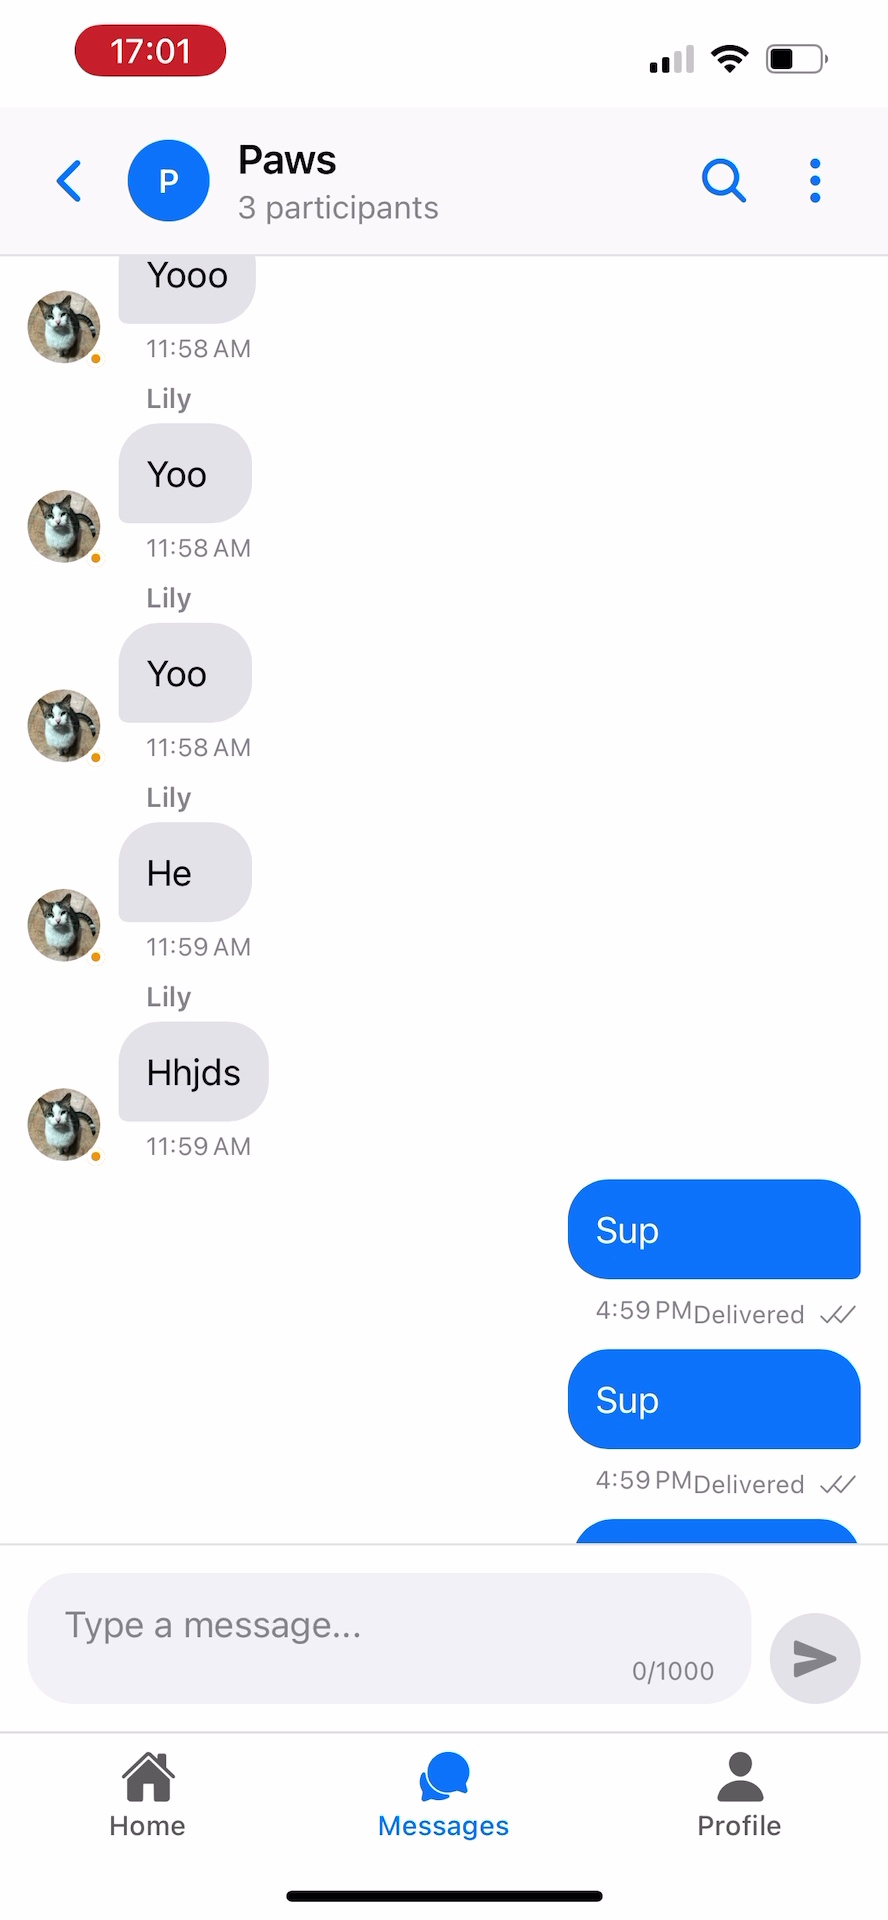 17:01
P
Paws
3 participants
Yooo
11:58 AM
Lily
Yoo
11:58 AM
Lily
Yoo
11:58 AM
Lily
He
11:59 AM
Lily
Hhjds
11:59 AM
Sup
4:59 PM Delivered
Sup
4:59 PM Delivered
Type a message...
0/1000
Home Messages Profile